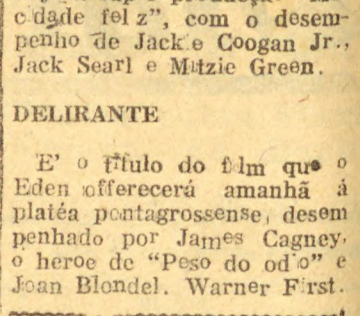 cidade feliz", com o desem-
penho de Jackie Coogan Jr.,
Jack Searl e Mitzie Green.
DELIRANTE
E' o título do film que o
Eden offerecerá amanhã á
platéa pontagrossense, desem
penhado por James Cagney,
o heroe de "Peso do odio" e
Joan Blondel. Warner First.